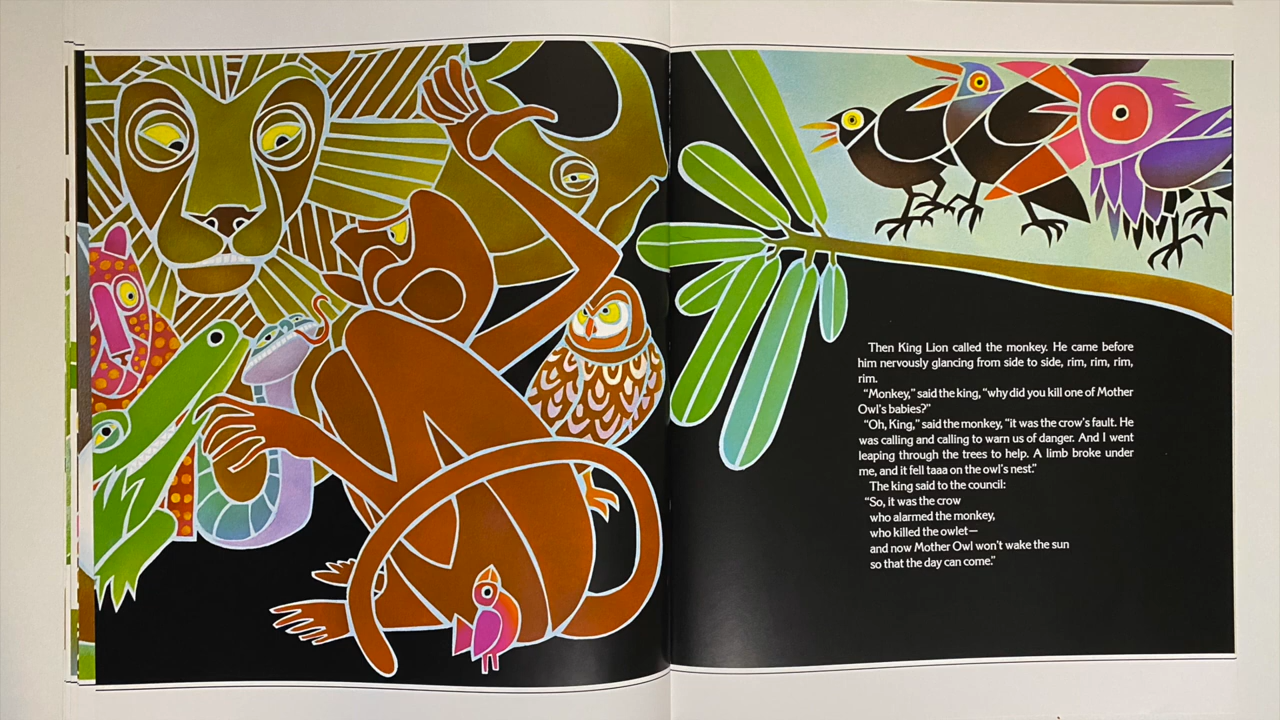 Then King Lion called the monkey. He came before
him nervously glancing from side to side, rim, rim, rim,
rim.
"Monkey," said the king, "why did you kill one of Mother
Owl's babies?"
"Oh, King," said the monkey, "it was the crow's fault. He
was calling and calling to warn us of danger. And I went
leaping through the trees to help. A limb broke under
me, and it fell taaa on the owl's nest."
The king said to the council:
"So, it was the crow
who alarmed the monkey,
who killed the owlet—
and now Mother Owl won't wake the sun
so that the day can come."